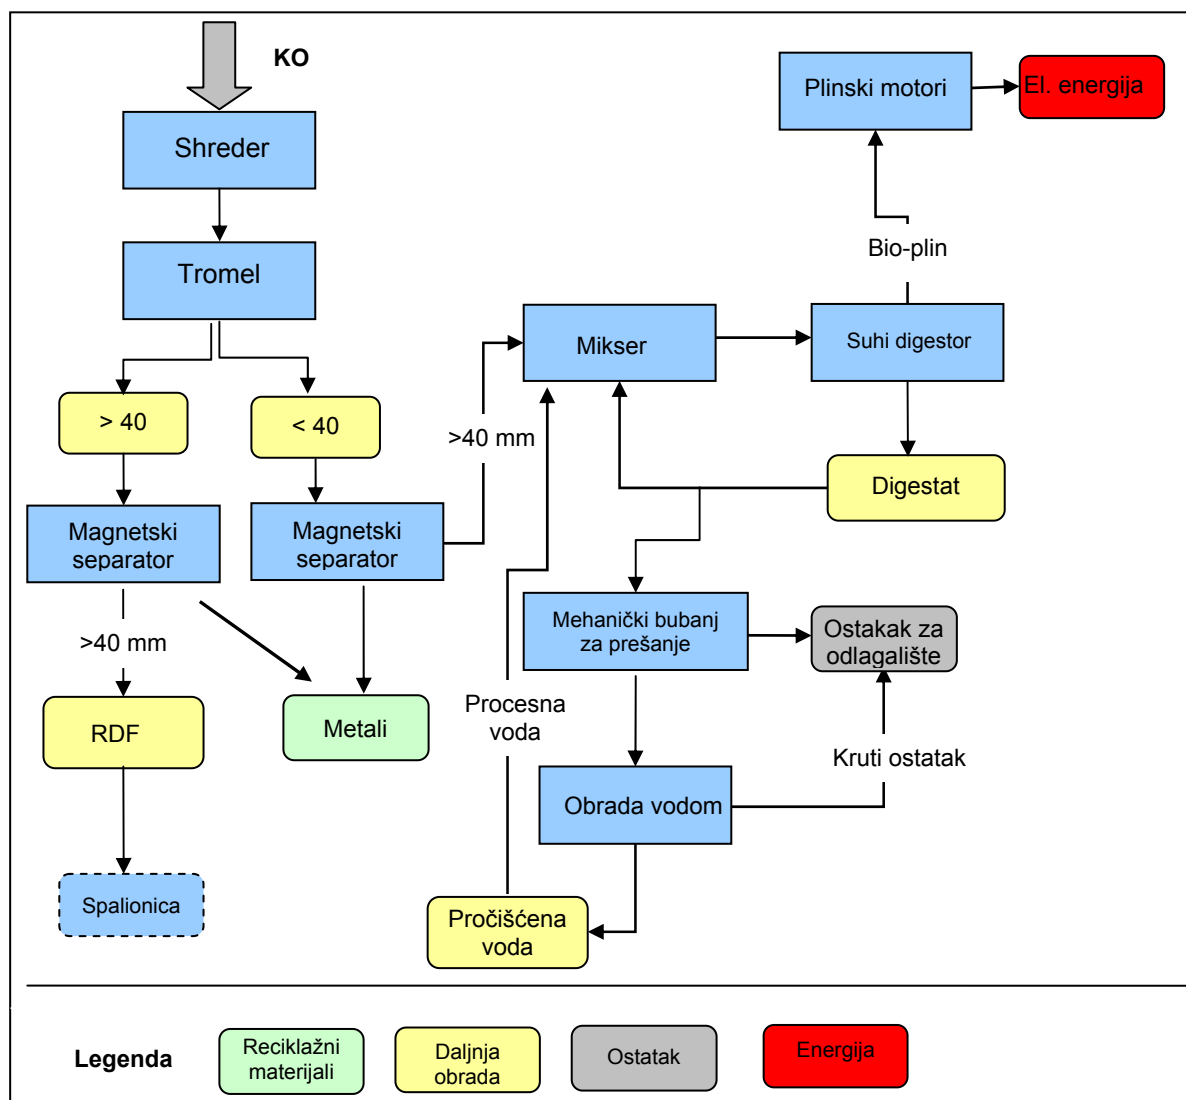 KO
Shreder
Tromel
> 40
< 40
Magnetski
separator
Magnetski
separator
>40 mm
RDF
Spalionica
Metali
>40 mm
Mikser
Suhi digestor
Bio-plin
Plinski motori
El. energija
Digestat
Mehanički bubanj
za prešanje
Ostakak za
odlagalište
Obrada vodom
Kruti ostatak
Pročišćena
voda
Procesna
voda
Legenda
Reciklažni
materijali
Daljnja
obrada
Ostatak
Energija